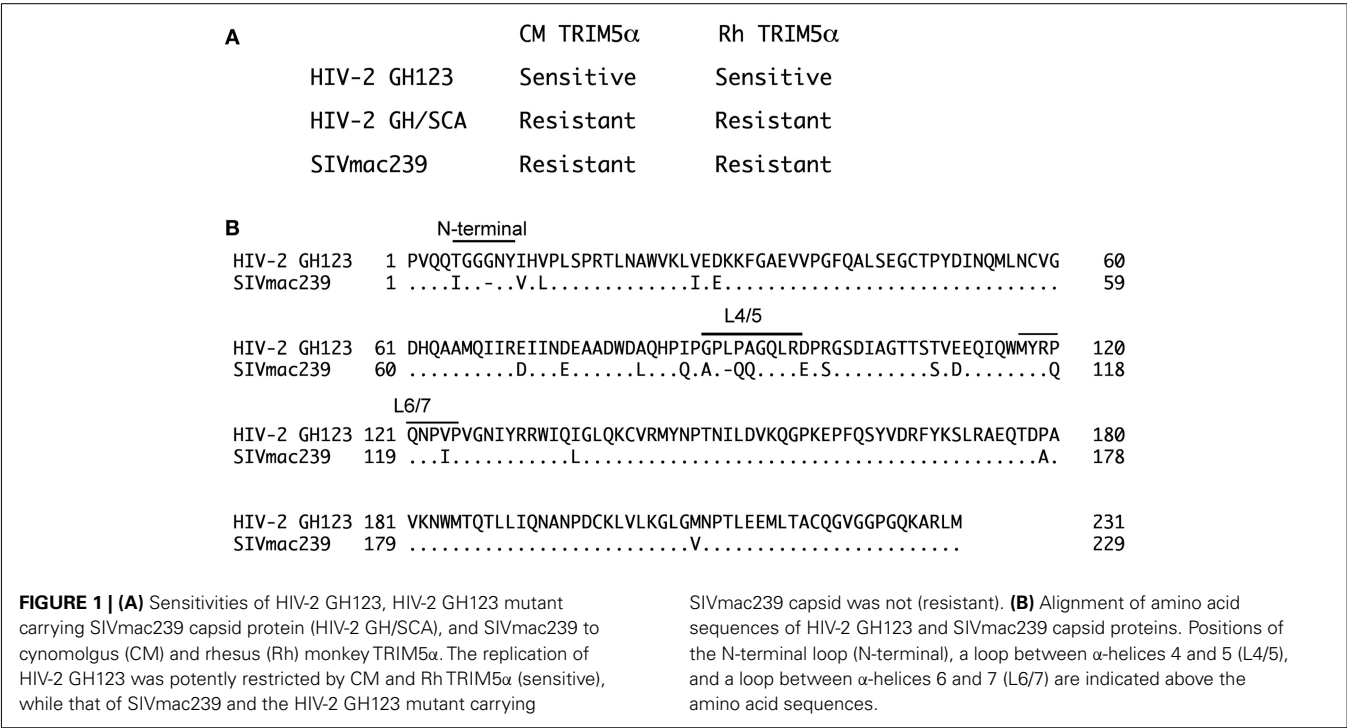 A
CM TRIM5α Rh TRIM5α
HIV-2 GH123 Sensitive Sensitive
HIV-2 GH/SCA Resistant Resistant
SIVmac239 Resistant Resistant
B
N-terminal
HIV-2 GH123 1 PVQQTGGGNYIHVPLSPRTLNAWVKLVEDKKFGAEVVPGFQALSEGCTPYDINQMLNCVG 60
SIVmac239 1 ....I..-..V.L.............I.E................................ 59
L4/5
HIV-2 GH123 61 DHQAAMQIIREIINDEAADWDAQHPIPGPLPAGQLRDPRGSDIAGTTSTVEEQIQWMYRP 120
SIVmac239 60 ..........D...E......L...Q.A.-QQ....E.S.........S.D........Q 118
L6/7
HIV-2 GH123 121 QNPVPVGNIYRRWIQIGLQKCVRMYNPTNILDVKQGPKEPFQSYVDRFYKSLRAEQTDPA 180
SIVmac239 119 ...I...........L..........................................A. 178
HIV-2 GH123 181 VKNWMTQTLLIQNANPDCKLVLKGLGMNPTLEEMLTACQGVGGPGQKARLM 231
SIVmac239 179 ..........................V........................ 229
FIGURE 1 | (A) Sensitivities of HIV-2 GH123, HIV-2 GH123 mutant
carrying SIVmac239 capsid protein (HIV-2 GH/SCA), and SIVmac239 to
cynomolgus (CM) and rhesus (Rh) monkey TRIM5α. The replication of
HIV-2 GH123 was potently restricted by CM and Rh TRIM5α (sensitive),
while that of SIVmac239 and the HIV-2 GH123 mutant carrying
SIVmac239 capsid was not (resistant). (B) Alignment of amino acid
sequences of HIV-2 GH123 and SIVmac239 capsid proteins. Positions of
the N-terminal loop (N-terminal), a loop between α-helices 4 and 5 (L4/5),
and a loop between α-helices 6 and 7 (L6/7) are indicated above the
amino acid sequences.